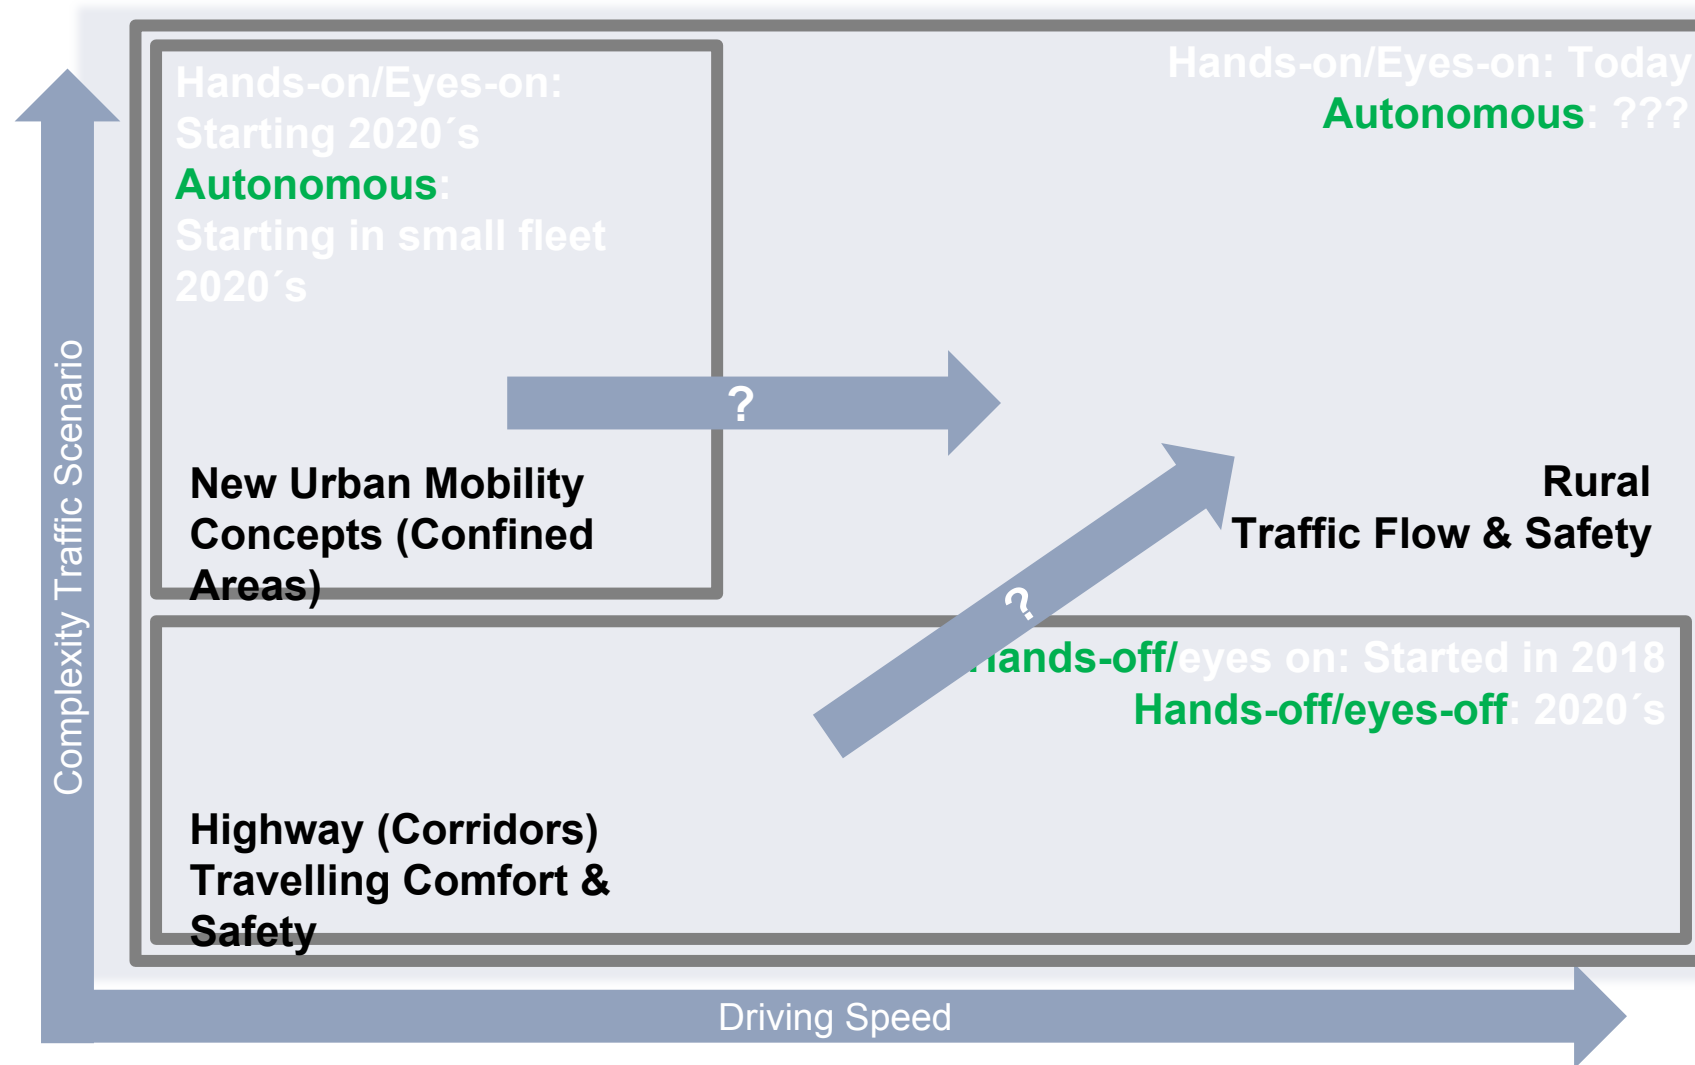 Hands-on/Eyes-on:
Starting 2020´s
Autonomous:
Starting in small fleet
2020´s
Hands-on/Eyes-on: Today
Autonomous: ???
?
New Urban Mobility
Concepts (Confined
Areas)
Rural
Traffic Flow & Safety
?
Hands-off/eyes on: Started in 2018
Hands-off/eyes-off: 2020´s
Highway (Corridors)
Travelling Comfort &
Safety
Complexity Traffic Scenario
Driving Speed